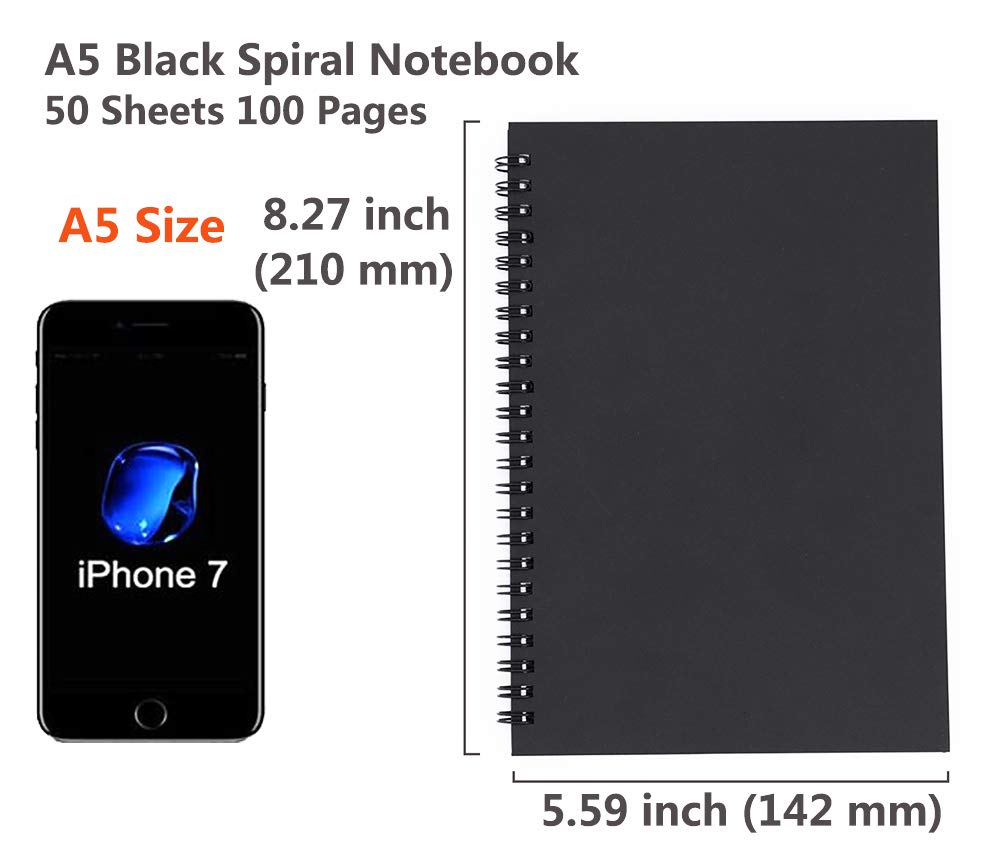 A5 Black Spiral Notebook
50 Sheets 100 Pages
A5 Size
8.27 inch
(210 mm)
iPhone 7
5.59 inch (142 mm)